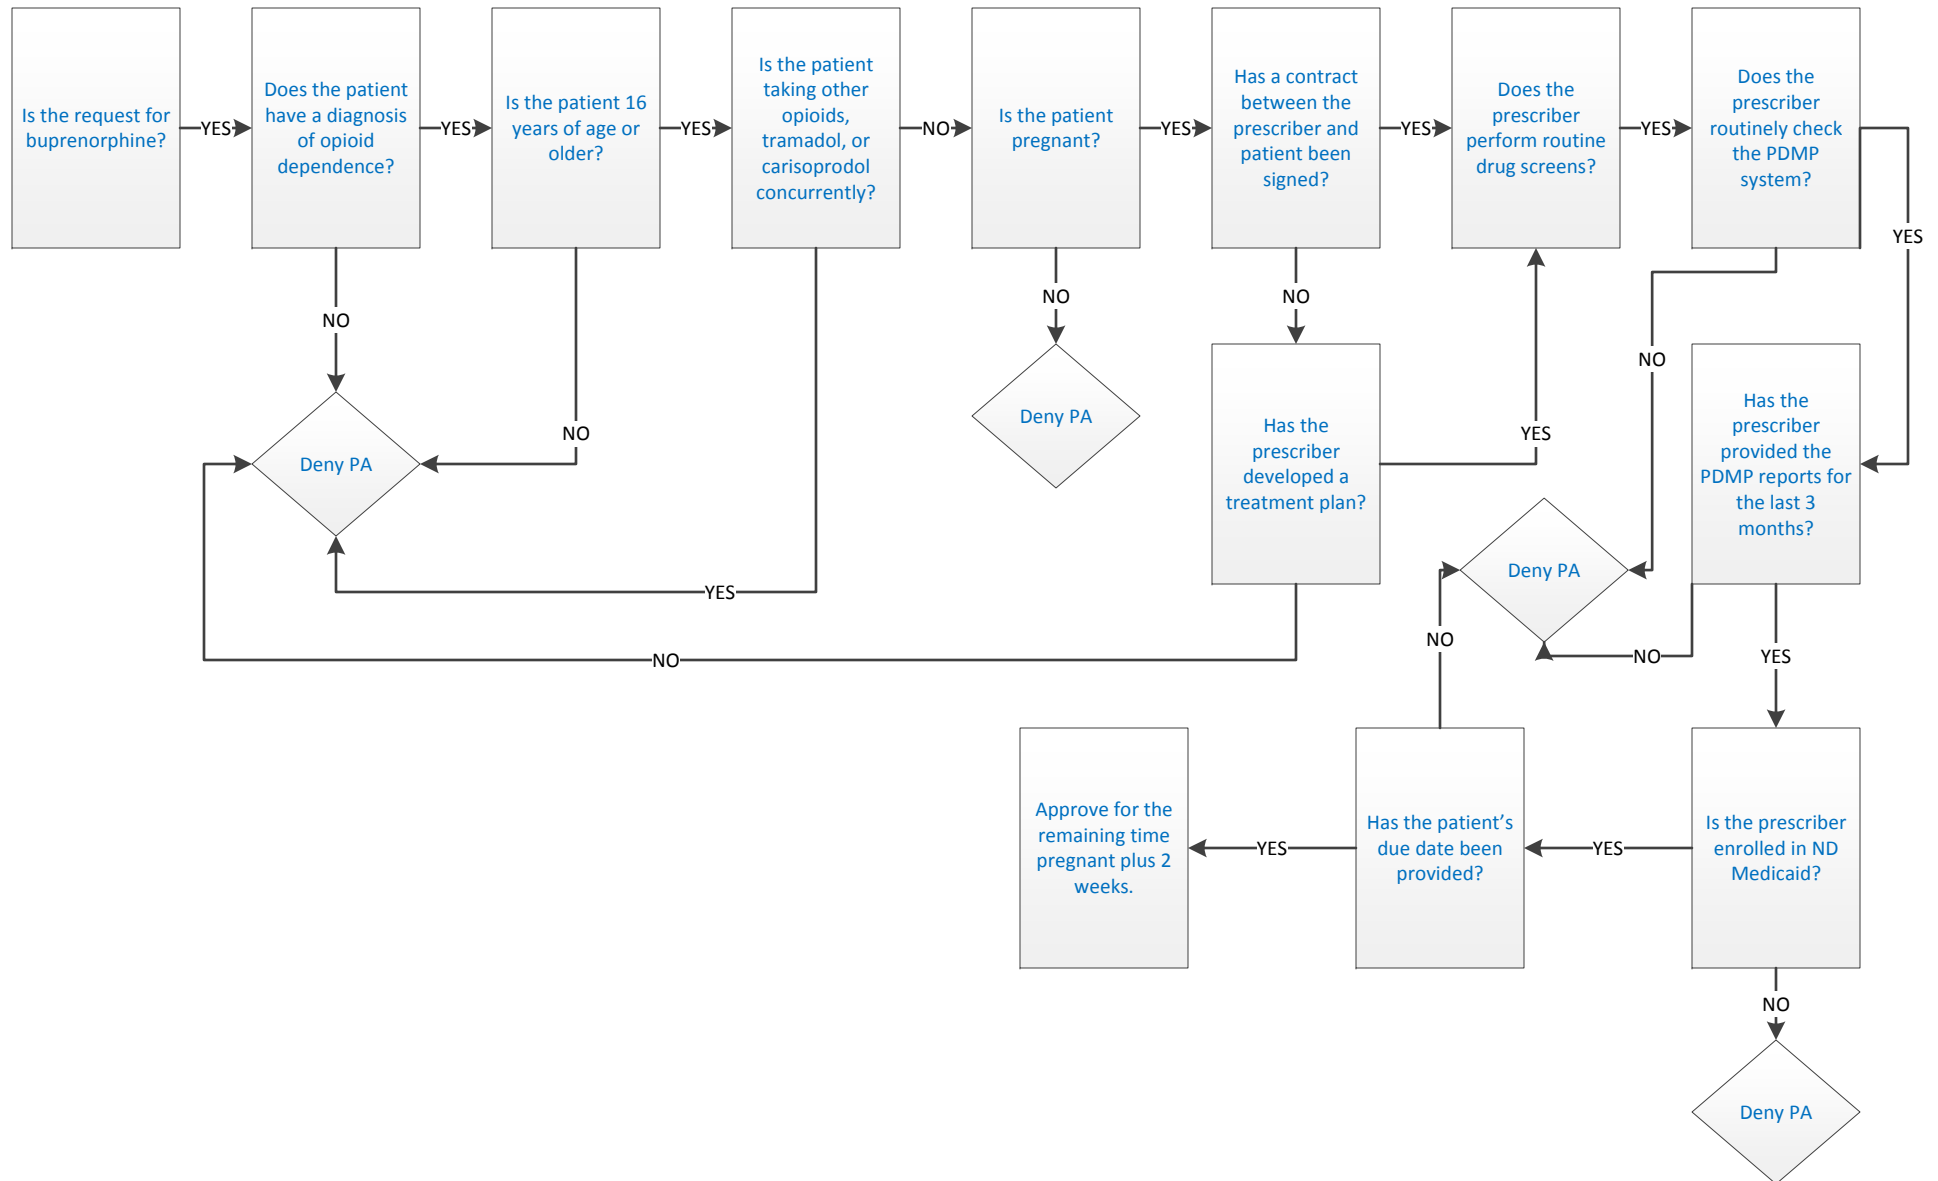 Is the request for
buprenorphine?
YES
Does the patient
have a diagnosis
of opioid
dependence?
YES
Is the patient 16
years of age or
older?
YES
Is the patient
taking other
opioids,
tramadol, or
carisoprodol
concurrently?
NO
Is the patient
pregnant?
YES
Has a contract
between the
prescriber and
patient been
signed?
YES
Does the
prescriber
perform routine
drug screens?
YES
Does the
prescriber
routinely check
the PDMP
system?
YES
NO
NO
NO
NO
Deny PA
NO
Deny PA
YES
Has the
prescriber
developed a
treatment plan?
YES
NO
Deny PA
NO
Has the
prescriber
provided the
PDMP reports for
the last 3
months?
NO
YES
NO
Approve for the
remaining time
pregnant plus 2
weeks.
YES
Has the patient’s
due date been
provided?
YES
Is the prescriber
enrolled in ND
Medicaid?
NO
Deny PA